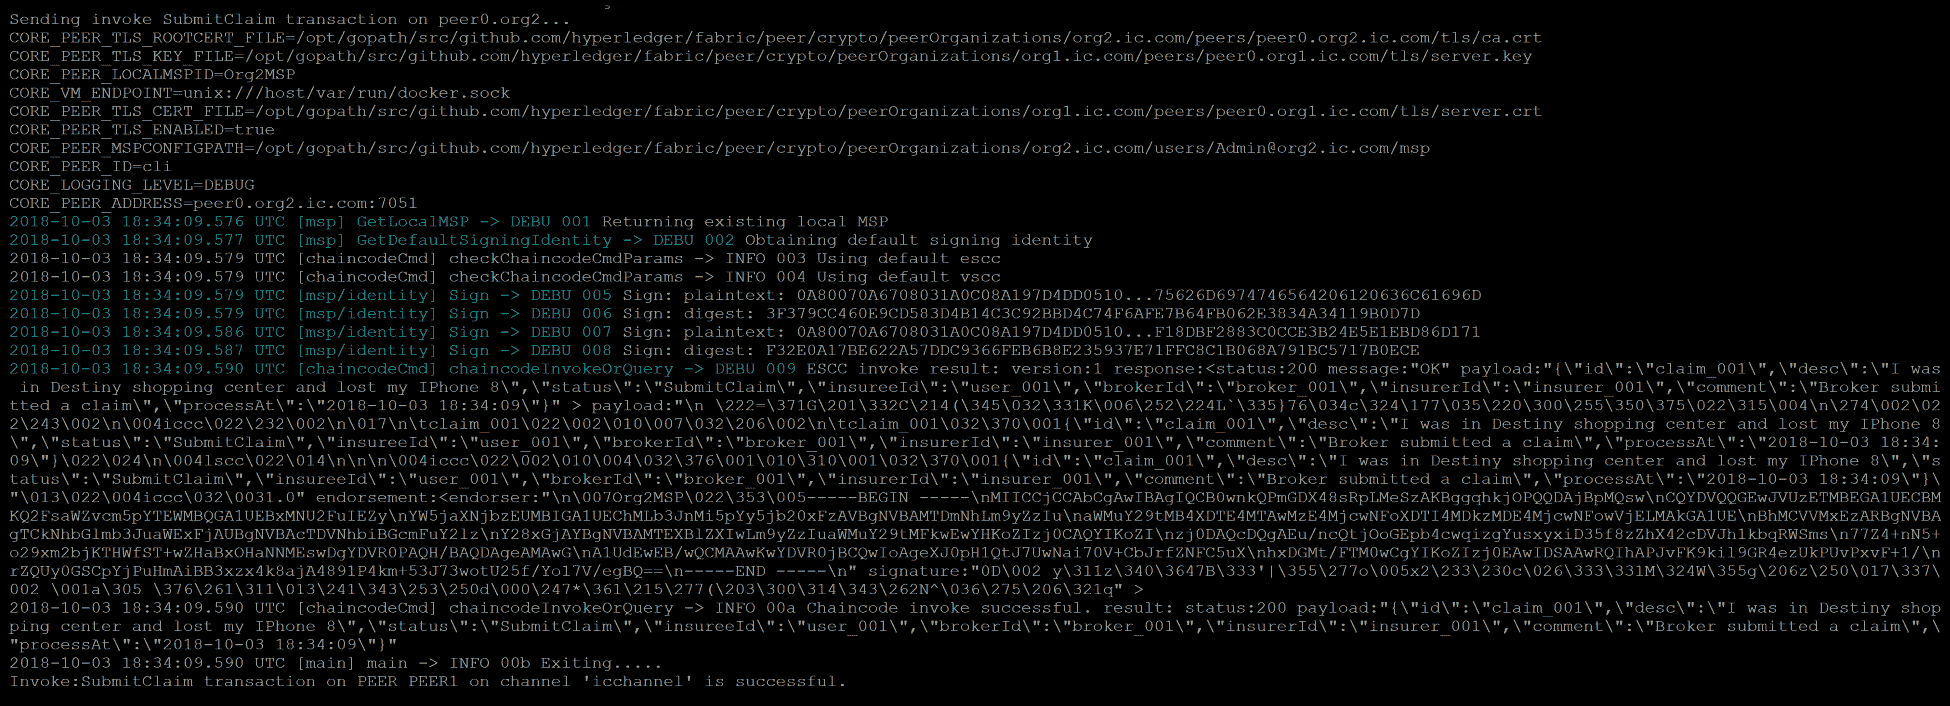 Sending invoke SubmitClaim transaction on peer0.org2...
CORE_PEER_TLS_ROOTCERT_FILE=/opt/gopath/src/github.com/hyperledger/fabric/peer/crypto/peerOrganizations/org2.ic.com/peers/peer0.org2.ic.com/tls/ca.crt
CORE_PEER_TLS_KEY_FILE=/opt/gopath/src/github.com/hyperledger/fabric/peer/crypto/peerOrganizations/org1.ic.com/peers/peer0.org1.ic.com/tls/server.key
CORE_PEER_LOCALMSPID=Org2MSP
CORE_VM_ENDPOINT=unix:///host/var/run/docker.sock
CORE_PEER_TLS_CERT_FILE=/opt/gopath/src/github.com/hyperledger/fabric/peer/crypto/peerOrganizations/org1.ic.com/peers/peer0.org1.ic.com/tls/server.crt
CORE_PEER_TLS_ENABLED=true
CORE_PEER_MSPCONFIGPATH=/opt/gopath/src/github.com/hyperledger/fabric/peer/crypto/peerOrganizations/org2.ic.com/users/Admin@org2.ic.com/msp
CORE_PEER_ID=cli
CORE_LOGGING_LEVEL=DEBUG
CORE_PEER_ADDRESS=peer0.org2.ic.com:7051
2018-10-03 18:34:09.576 UTC [msp] GetLocalMSP -> DEBU 001 Returning existing local MSP
2018-10-03 18:34:09.577 UTC [msp] GetDefaultSigningIdentity -> DEBU 002 Obtaining default signing identity
2018-10-03 18:34:09.579 UTC [chaincodeCmd] checkChaincodeCmdParams -> INFO 003 Using default escc
2018-10-03 18:34:09.579 UTC [chaincodeCmd] checkChaincodeCmdParams -> INFO 004 Using default vscc
2018-10-03 18:34:09.579 UTC [msp/identity] Sign -> DEBU 005 Sign: plaintext: 0A80070A6708031A0C08A197D4DD0510...75626D6974746564206120636C61696D
2018-10-03 18:34:09.579 UTC [msp/identity] Sign -> DEBU 006 Sign: digest: 3F379CC460E9CD583D4B14C3C92BBD4C74F6AFE7B64FB062E3834A34119B0D7D
2018-10-03 18:34:09.586 UTC [msp/identity] Sign -> DEBU 007 Sign: plaintext: 0A80070A6708031A0C08A197D4DD0510...F18DBF2883C0CCE3B24E5E1EBD86D171
2018-10-03 18:34:09.587 UTC [msp/identity] Sign -> DEBU 008 Sign: digest: F32E0A17BE622A57DDC9366FEB6B8E235937E71FFC8C1B068A791BC5717B0ECE
2018-10-03 18:34:09.590 UTC [chaincodeCmd] chaincodeInvokeOrQuery -> DEBU 009 ESCC invoke result: version:1 response:<status:200 message:"OK" payload:"{\"id\":\"claim_001\",\"desc\":\"I was
 in Destiny shopping center and lost my IPhone 8\",\"status\":\"SubmitClaim\",\"insureeId\":\"user_001\",\"brokerId\":\"broker_001\",\"insurerId\":\"insurer_001\",\"comment\":\"Broker submi
tted a claim\",\"processAt\":\"2018-10-03 18:34:09\"}" > payload:"\n \222=\371G\201\332C\214(\345\032\331K\006\252\224L`\335}76\034c\324\177\035\220\300\255\350\375\022\315\004\n\274\002\02
2\243\002\n\004iccc\022\232\002\n\017\n\tclaim_001\022\002\010\007\032\206\002\n\tclaim_001\032\370\001{\"id\":\"claim_001\",\"desc\":\"I was in Destiny shopping center and lost my IPhone 8
\",\"status\":\"SubmitClaim\",\"insureeId\":\"user_001\",\"brokerId\":\"broker_001\",\"insurerId\":\"insurer_001\",\"comment\":\"Broker submitted a claim\",\"processAt\":\"2018-10-03 18:34:
09\"}\022\024\n\004lscc\022\014\n\n\n\004iccc\022\002\010\004\032\376\001\010\310\001\032\370\001{\"id\":\"claim_001\",\"desc\":\"I was in Destiny shopping center and lost my IPhone 8\",\"s
tatus\":\"SubmitClaim\",\"insureeId\":\"user_001\",\"brokerId\":\"broker_001\",\"insurerId\":\"insurer_001\",\"comment\":\"Broker submitted a claim\",\"processAt\":\"2018-10-03 18:34:09\"}\
"\013\022\004iccc\032\0031.0" endorsement:<endorser:"\n\007Org2MSP\022\353\005-----BEGIN -----\nMIICCjCCAbCgAwIBAgIQCB0wnkQPmGDX48sRpLMeSzAKBggqhkjOPQQDAjBpMQsw\nCQYDVQQGEwJVUzETMBEGA1UECBM
KQ2FsaWZvcm5pYTEWMBQGA1UEBxMNU2FuIEZy\nYW5jaXNjbzEUMBIGA1UEChMLb3JnMi5pYy5jb20xFzAVBgNVBAMTDmNhLm9yZzIu\naWMuY29tMB4XDTE4MTAwMzE4MjcwNFoXDTI4MDkzMDE4MjcwNFowVjELMAkGA1UE\nBhMCVVMxEzARBgNVBA
gTCkNhbGlmb3JuaWExFjAUBgNVBAcTDVNhbiBGcmFuY2lz\nY28xGjAYBgNVBAMTEXBlZXIwLm9yZzIuaWMuY29tMFkwEwYHKoZIzj0CAQYIKoZI\nzj0DAQcDQgAEu/ncQtjOoGEpb4cwqizgYusxyxiD35f8zZhX42cDVJh1kbqRWSms\n77Z4+nN5+
o29xm2bjKTHWfST+wZHaBxOHaNNMEswDgYDVR0PAQH/BAQDAgeAMAwG\nA1UdEwEB/wQCMAAwKwYDVR0jBCQwIoAgeXJ0pH1QtJ7UwNai70V+CbJrfZNFC5uX\nhxDGMt/FTM0wCgYIKoZIzj0EAwIDSAAwRQIhAPJvFK9kil9GR4ezUkPUvPxvF+1/\n
rZQUy0GSCpYjPuHmAiBB3xzx4k8ajA4891P4km+53J73wotU25f/Yol7V/egBQ==\n-----END -----\n" signature:"0D\002 y\311z\340\3647B\333'|\355\277o\005x2\233\230c\026\333\331M\324W\355g\206z\250\017\337\
002 \001a\305 \376\261\311\013\241\343\253\250d\000\247*\361\215\277(\203\300\314\343\262N^\036\275\206\321q" >
2018-10-03 18:34:09.590 UTC [chaincodeCmd] chaincodeInvokeOrQuery -> INFO 00a Chaincode invoke successful. result: status:200 payload:"{\"id\":\"claim_001\",\"desc\":\"I was in Destiny shop
ping center and lost my IPhone 8\",\"status\":\"SubmitClaim\",\"insureeId\":\"user_001\",\"brokerId\":\"broker_001\",\"insurerId\":\"insurer_001\",\"comment\":\"Broker submitted a claim\",\
"processAt\":\"2018-10-03 18:34:09\"}"
2018-10-03 18:34:09.590 UTC [main] main -> INFO 00b Exiting.....
Invoke:SubmitClaim transaction on PEER PEER1 on channel 'icchannel' is successful.